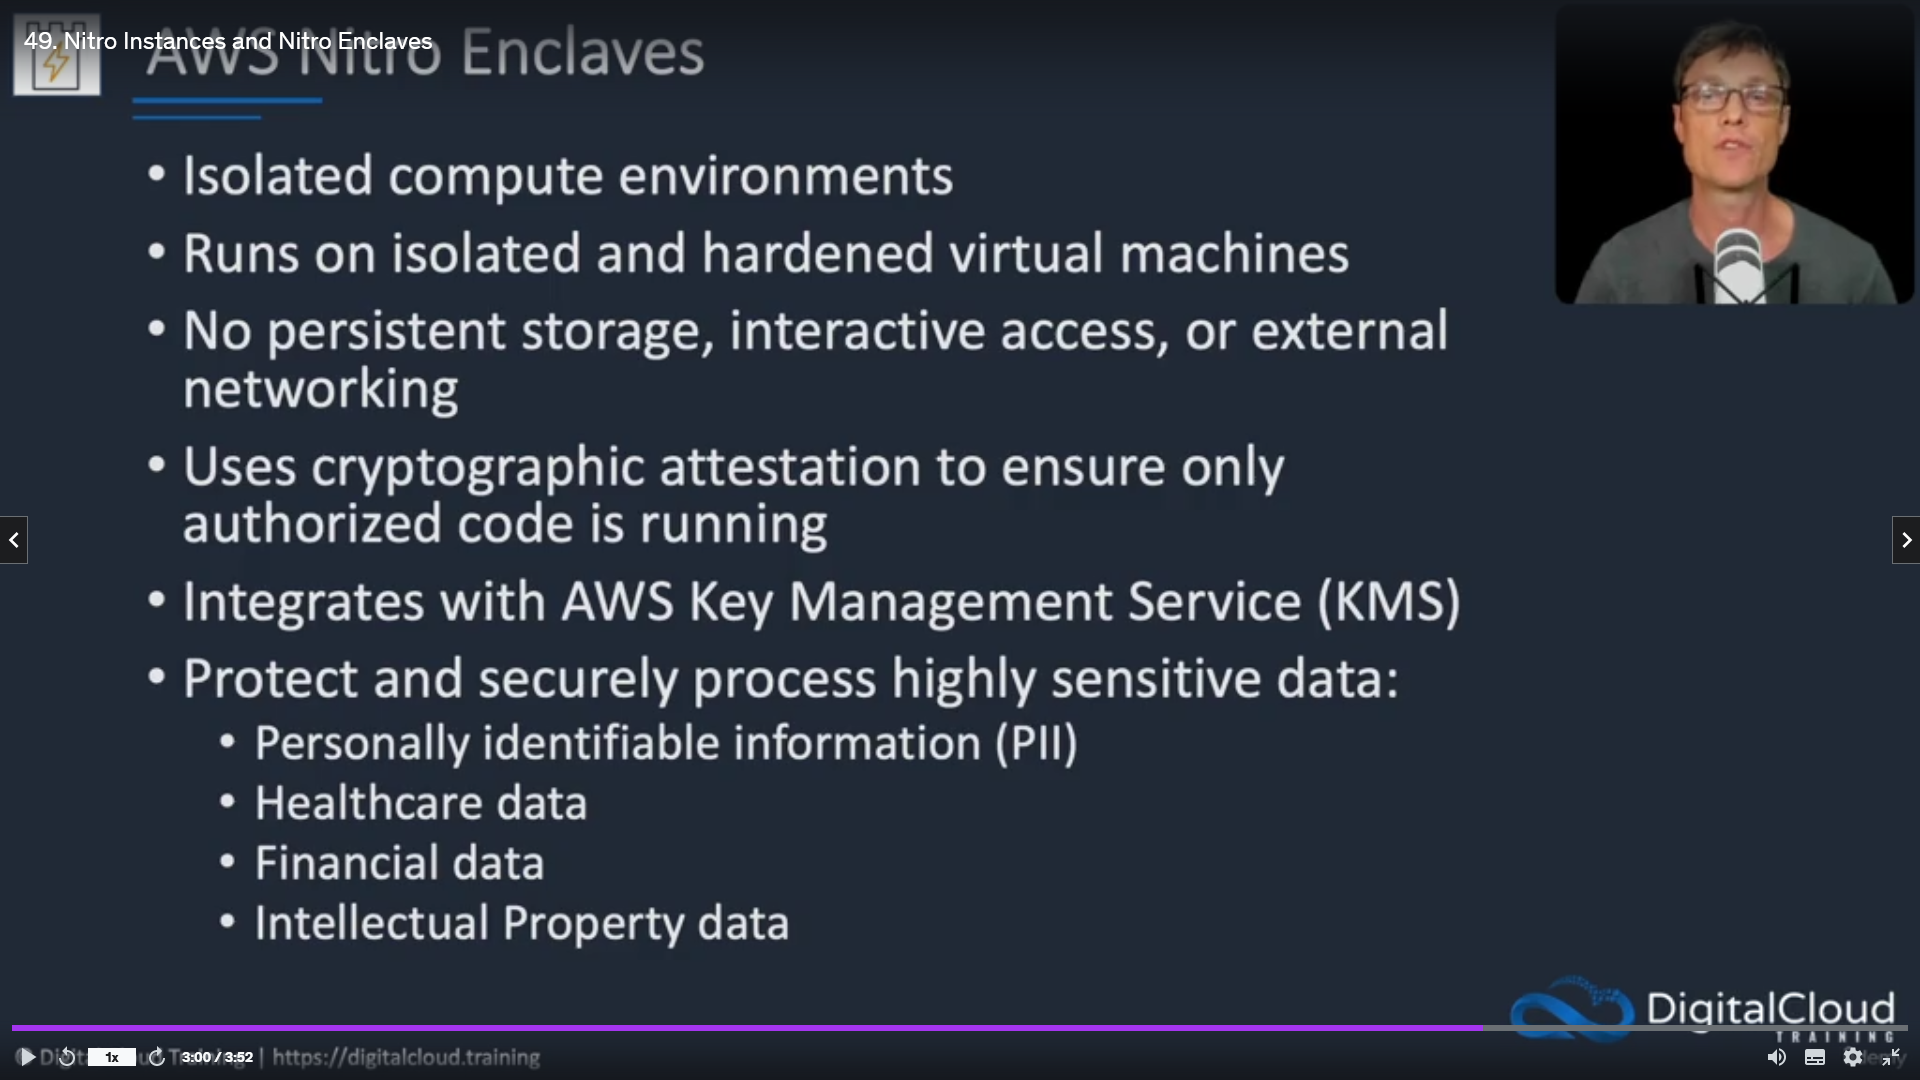 49. Nitro Instances and Nitro Enclaves
AWS Nitro Enclaves
• Isolated compute environments
• Runs on isolated and hardened virtual machines
• No persistent storage, interactive access, or external
networking
• Uses cryptographic attestation to ensure only
authorized code is running
• Integrates with AWS Key Management Service (KMS)
• Protect and securely process highly sensitive data:
• Personally identifiable information (PII)
• Healthcare data
• Financial data
• Intellectual Property data
DigitalCloud
TRAINING
1x
3:00 / 3:52
| https://digitalcloud.training